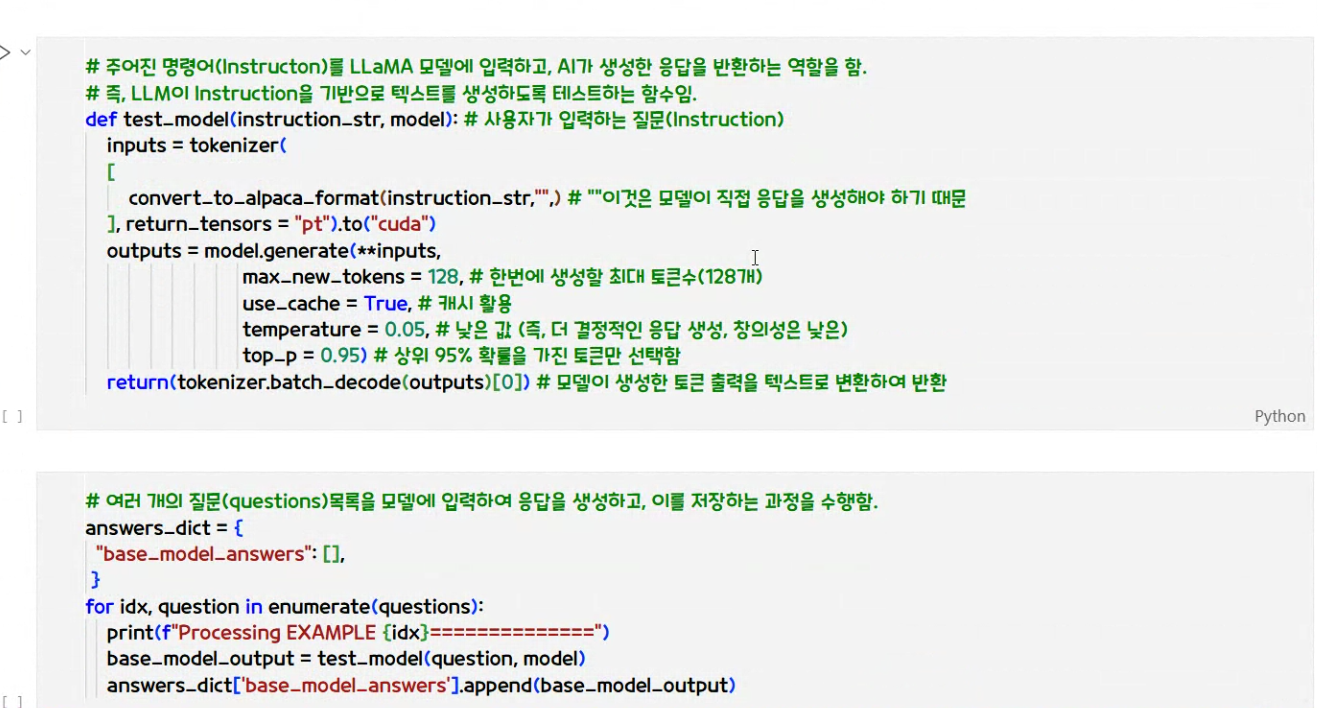 # 주어진 명령어(Instructon)를 LLaMA 모델에 입력하고, AI가 생성한 응답을 반환하는 역할을 함.
# 즉, LLM이 Instruction을 기반으로 텍스트를 생성하도록 테스트하는 함수임.
def test_model(instruction_str, model): # 사용자가 입력하는 질문(Instruction)
inputs = tokenizer(
[
convert_to_alpaca_format(instruction_str,"",) # ""이것은 모델이 직접 응답을 생성해야 하기 때문
], return_tensors = "pt").to("cuda")
outputs = model.generate(**inputs,
max_new_tokens = 128, # 한번에 생성할 최대 토큰수(128개)
use_cache = True, # 캐시 활용
temperature = 0.05, # 낮은 값 (즉, 더 결정적인 응답 생성, 창의성은 낮은)
top_p = 0.95) # 상위 95% 확률을 가진 토큰만 선택함
return(tokenizer.batch_decode(outputs)[0]) # 모델이 생성한 토큰 출력을 텍스트로 변환하여 반환
[ ]
Python
# 여러 개의 질문(questions)목록을 모델에 입력하여 응답을 생성하고, 이를 저장하는 과정을 수행함.
answers_dict = {
"base_model_answers": [],
}
for idx, question in enumerate(questions):
print(f"Processing EXAMPLE {idx}==============")
base_model_output = test_model(question, model)
answers_dict['base_model_answers'].append(base_model_output)
[ ]